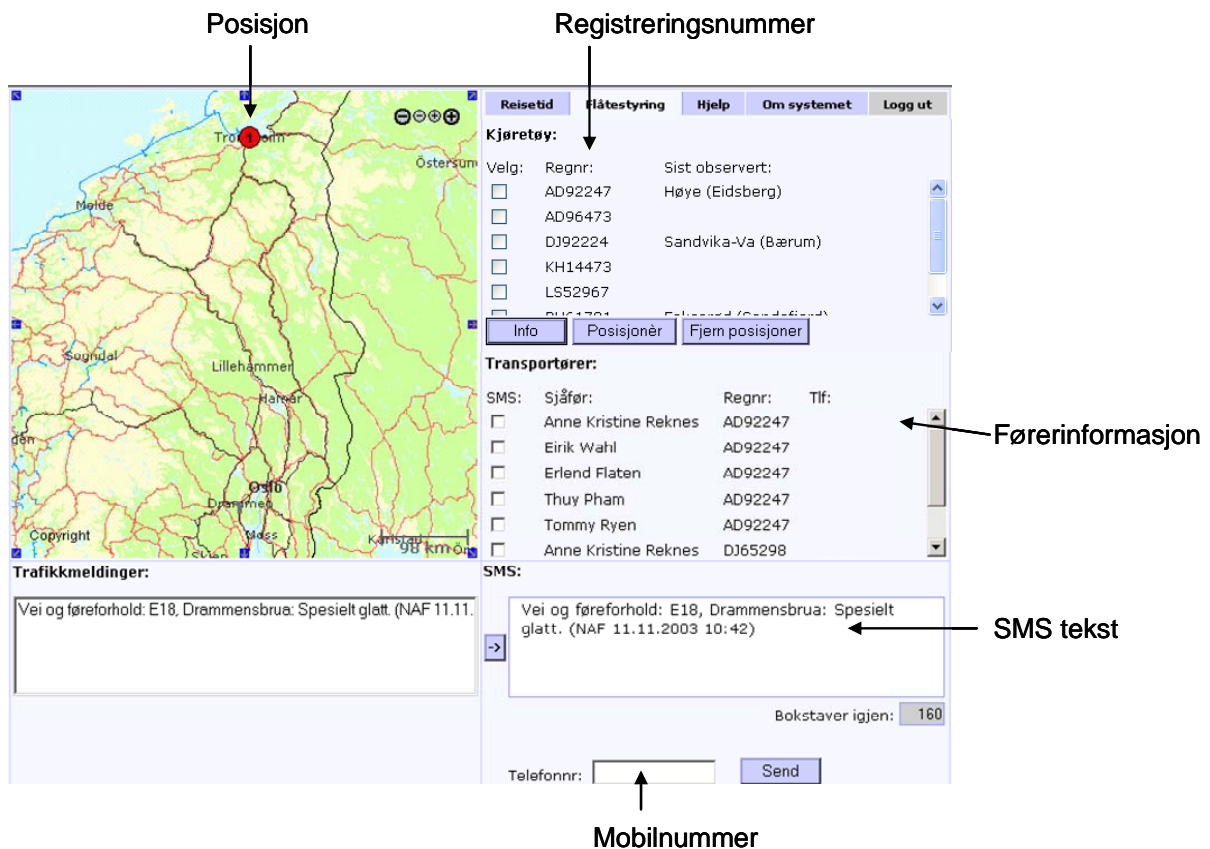 Posisjon
Registreringsnummer
Trondheim
Östersun
Molde
Sogndal
Lillehammer
Hamar
Oslo
Drammen
Moss
Skien
Karlstad
98 km
Copyright
Reisetid Flåtestyring Hjelp Om systemet Logg ut
Kjøretøy:
Velg: Regnr: Sist observert:
AD92247 Høye (Eidsberg)
AD96473
DJ92224 Sandvika-Va (Bærum)
KH14473
LS52967
Info Posisjonèr Fjern posisjoner
Transportører:
SMS: Sjåfør: Regnr: Tlf:
Anne Kristine Reknes AD92247
Eirik Wahl AD92247
Erlend Flaten AD92247
Thuy Pham AD92247
Tommy Ryen AD92247
Anne Kristine Reknes DJ65298
Førerinformasjon
Trafikkmeldinger:
Vei og føreforhold: E18, Drammensbrua: Spesielt glatt. (NAF 11.11.
SMS:
Vei og føreforhold: E18, Drammensbrua: Spesielt
glatt. (NAF 11.11.2003 10:42)
->
SMS tekst
Bokstaver igjen: 160
Telefonnr: Send
Mobilnummer